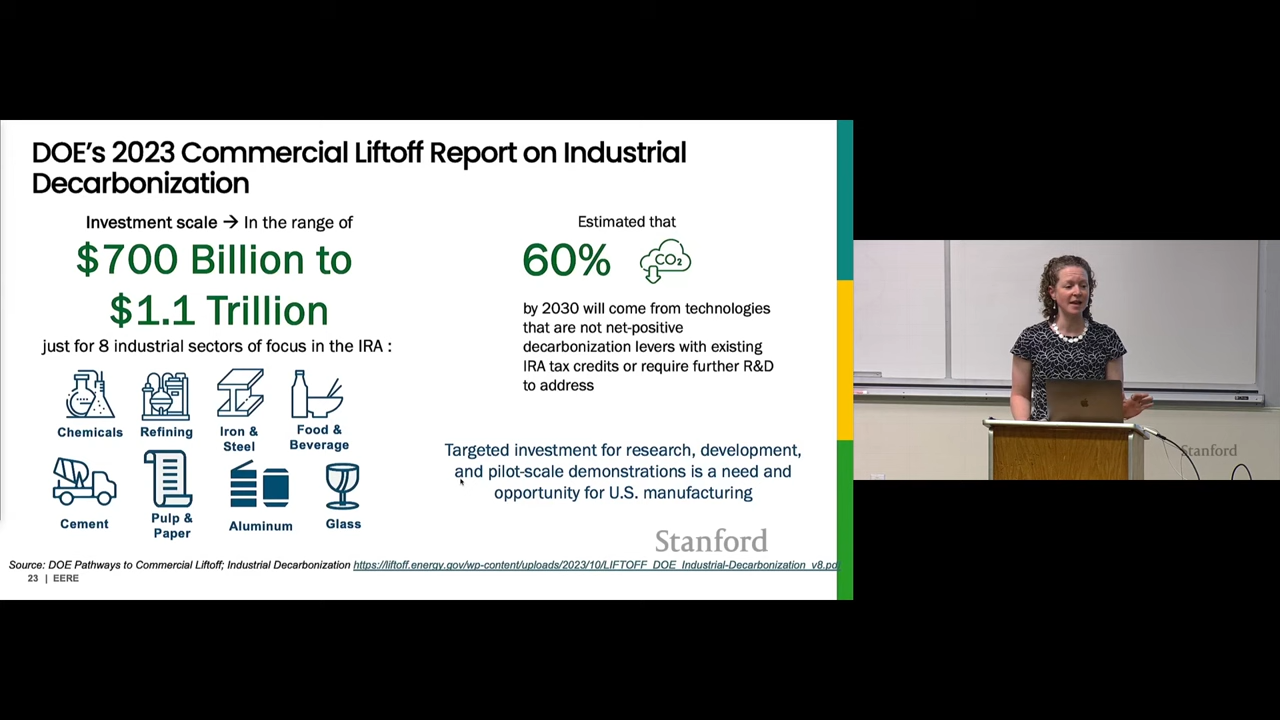 DOE's 2023 Commercial Liftoff Report on Industrial
Decarbonization
Investment scale → In the range of
$700 Billion to
$1.1 Trillion
just for 8 industrial sectors of focus in the IRA :
Chemicals
Refining
Iron &
Steel
Food &
Beverage
Cement
Pulp &
Paper
Aluminum
Glass
Estimated that
60%
CO2
by 2030 will come from technologies
that are not net-positive
decarbonization levers with existing
IRA tax credits or require further R&D
to address
Targeted investment for research, development,
and pilot-scale demonstrations is a need and
opportunity for U.S. manufacturing
Stanford
Source: DOE Pathways to Commercial Liftoff; Industrial Decarbonization https://liftoff.energy.gov/wp-content/uploads/2023/10/LIFTOFF_DOE_Industrial-Decarbonization_v8.pdf
23 | EERE
Stanford